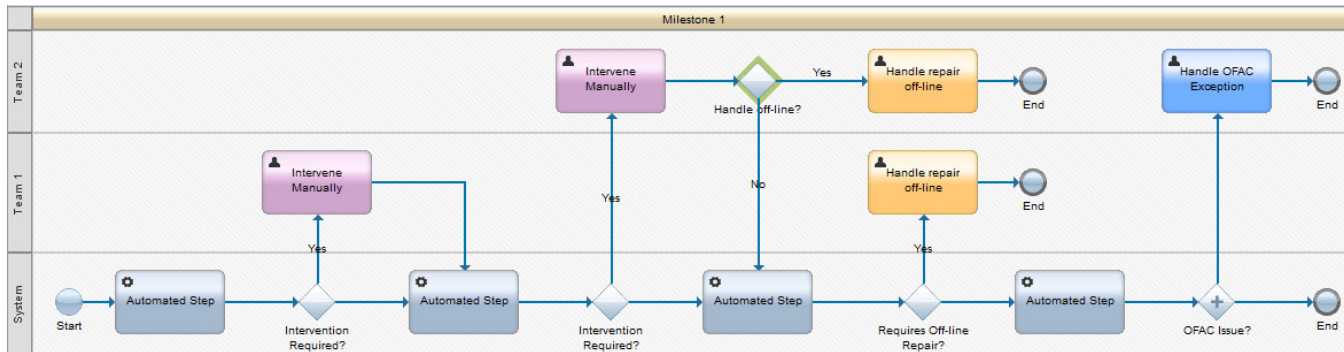 Milestone 1
Team 2
Intervene
Manually
Handle off-line?
Yes
Handle repair
off-line
End
Handle OFAC
Exception
End
Team 1
Intervene
Manually
Yes
No
Handle repair
off-line
End
Yes
Yes
System
Start
Automated Step
Intervention
Required?
Automated Step
Intervention
Required?
Automated Step
Requires Off-line
Repair?
Automated Step
OFAC Issue?
End